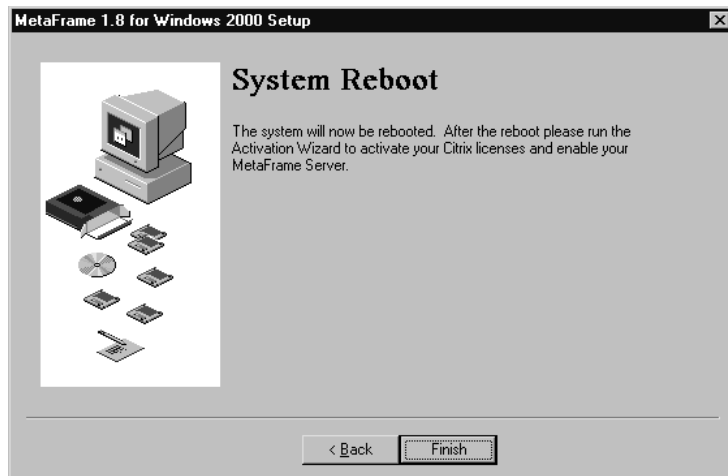 MetaFrame 1.8 for Windows 2000 Setup
System Reboot
The system will now be rebooted. After the reboot please run the
Activation Wizard to activate your Citrix licenses and enable your
MetaFrame Server.
< Back
Finish